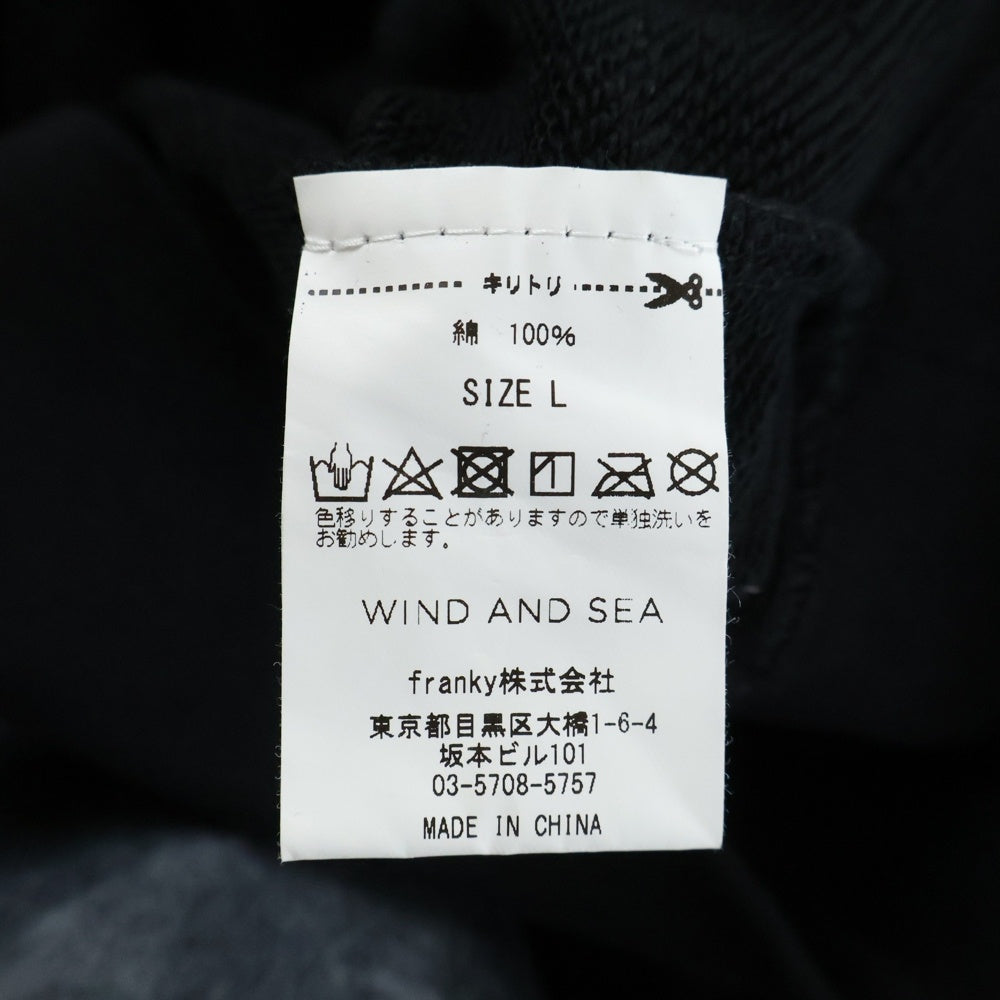 キリトリ
綿 100%
SIZE L
色移りすることがありますので単独洗いを
お勧めします。
WIND AND SEA
franky株式会社
東京都目黒区大橋1-6-4
坂本ビル101
03-5708-5757
MADE IN CHINA